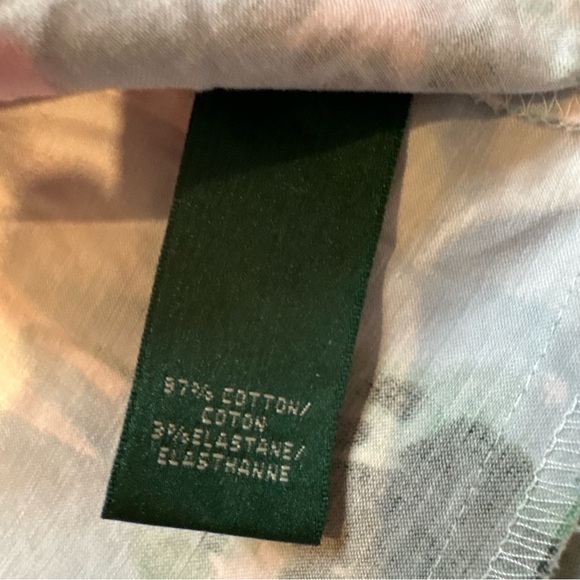 97% COTTON/
COTON
3%ELASTANE/
ELASTHANNE